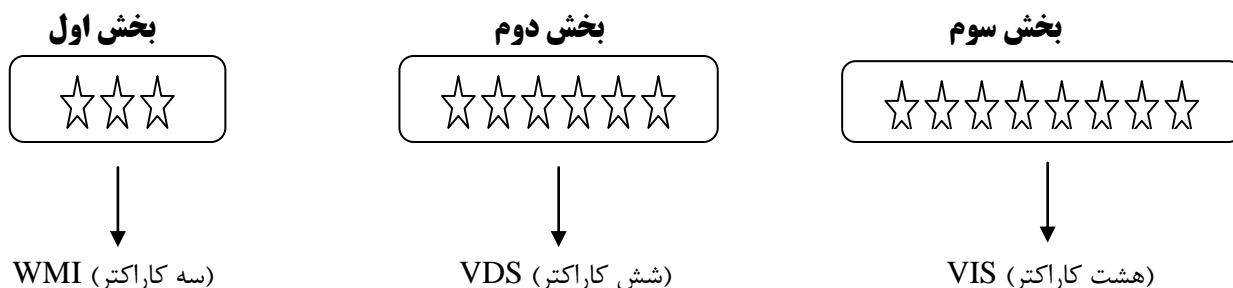 بخش اول
بخش دوم
بخش سوم
WMI (سه کاراکتر)
VDS (شش کاراکتر)
VIS (هشت کاراکتر)